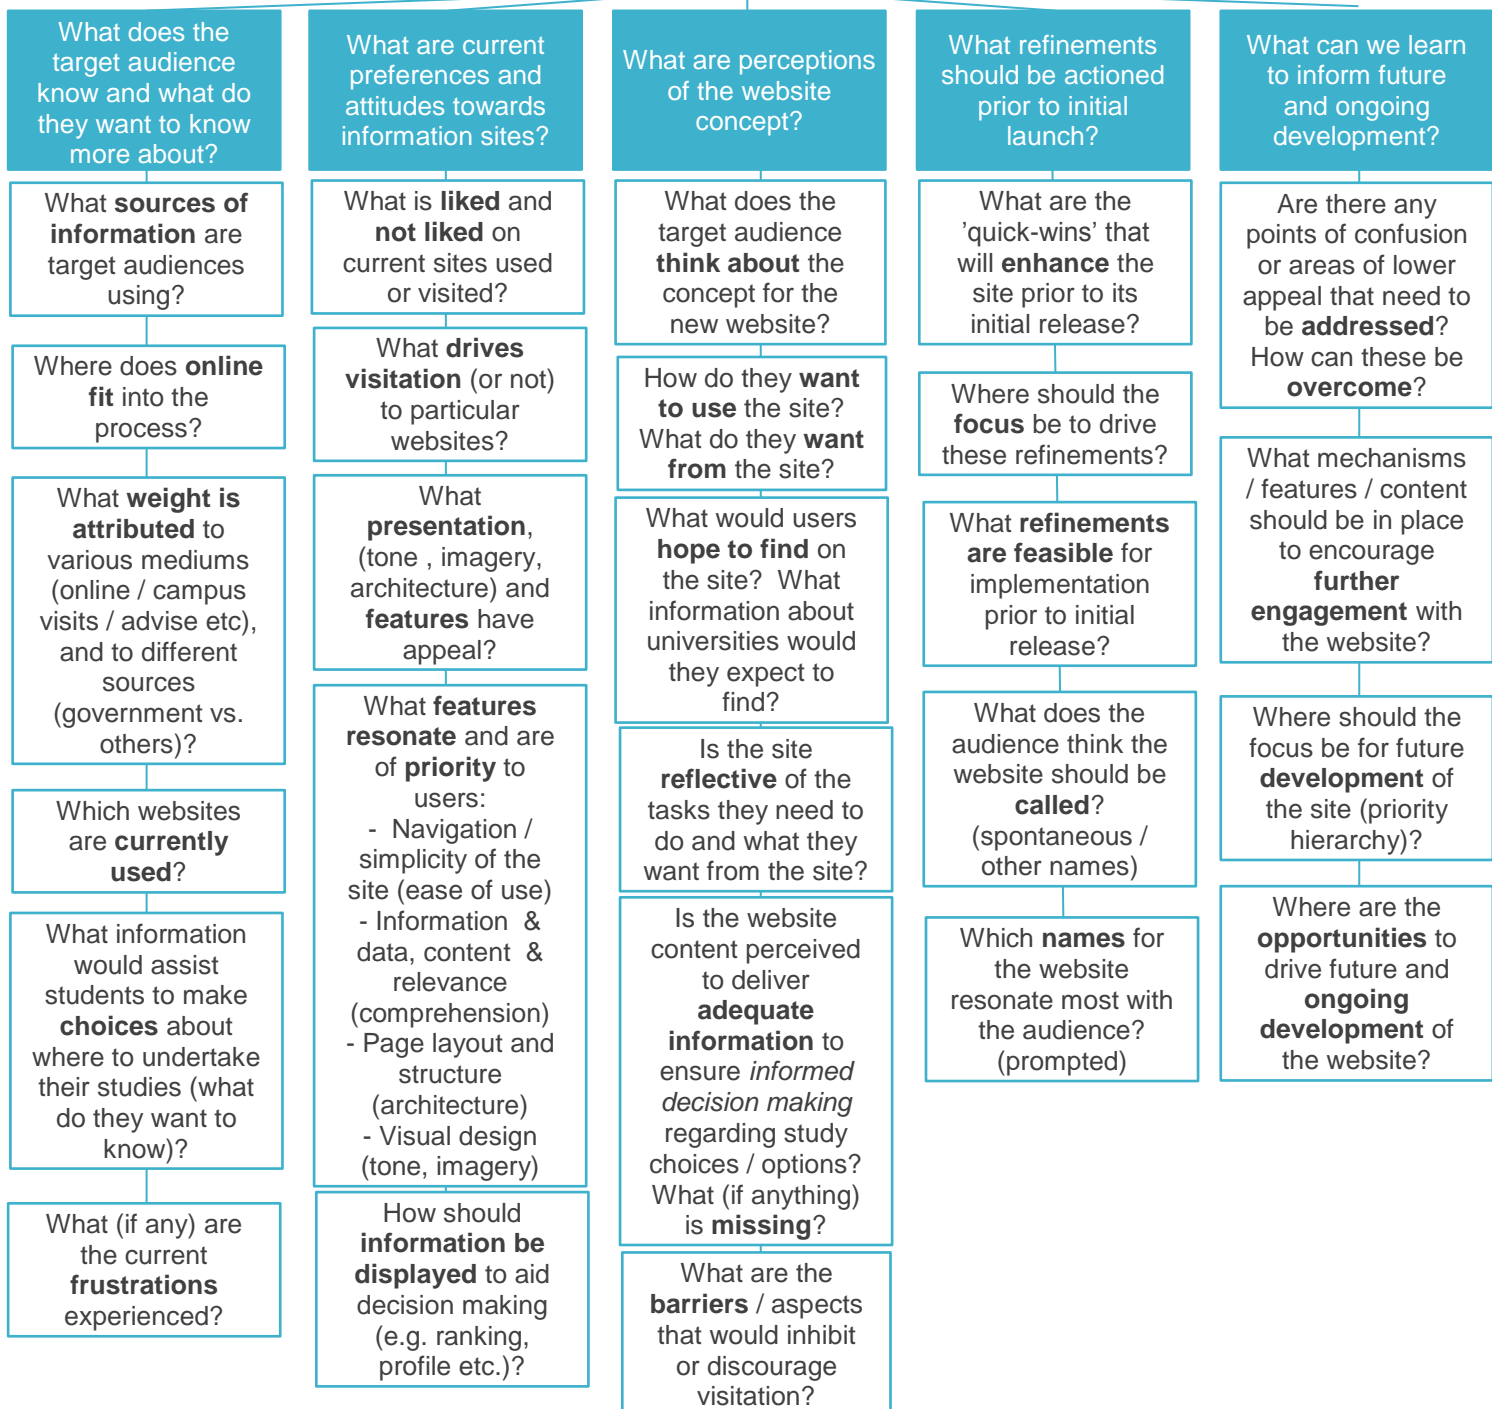 What does the
target audience
know and what do
they want to know
more about?
What sources of
information are
target audiences
using?
Where does online
fit into the
process?
What weight is
attributed to
various mediums
(online / campus
visits / advise etc),
and to different
sources
(government vs.
others)?
Which websites
are currently
used?
What information
would assist
students to make
choices about
where to undertake
their studies (what
do they want to
know)?
What (if any) are
the current
frustrations
experienced?
What are current
preferences and
attitudes towards
information sites?
What is liked and
not liked on
current sites used
or visited?
What drives
visitation (or not)
to particular
websites?
What
presentation,
(tone , imagery,
architecture) and
features have
appeal?
What features
resonate and are
of priority to
users:
- Navigation /
simplicity of the
site (ease of use)
- Information &
data, content &
relevance
(comprehension)
- Page layout and
structure
(architecture)
- Visual design
(tone, imagery)
How should
information be
displayed to aid
decision making
(e.g. ranking,
profile etc.)?
What are perceptions
of the website
concept?
What does the
target audience
think about the
concept for the
new website?
How do they want
to use the site?
What do they want
from the site?
What would users
hope to find on
the site? What
information about
universities would
they expect to
find?
Is the site
reflective of the
tasks they need to
do and what they
want from the site?
Is the website
content perceived
to deliver
adequate
information to
ensure informed
decision making
regarding study
choices / options?
What (if anything)
is missing?
What are the
barriers / aspects
that would inhibit
or discourage
visitation?
What refinements
should be actioned
prior to initial
launch?
What are the
'quick-wins' that
will enhance the
site prior to its
initial release?
Where should the
focus be to drive
these refinements?
What refinements
are feasible for
implementation
prior to initial
release?
What does the
audience think the
website should be
called?
(spontaneous /
other names)
Which names for
the website
resonate most with
the audience?
(prompted)
What can we learn
to inform future
and ongoing
development?
Are there any
points of confusion
or areas of lower
appeal that need to
be addressed?
How can these be
overcome?
What mechanisms
/ features / content
should be in place
to encourage
further
engagement with
the website?
Where should the
focus be for future
development of
the site (priority
hierarchy)?
Where are the
opportunities to
drive future and
ongoing
development of
the website?